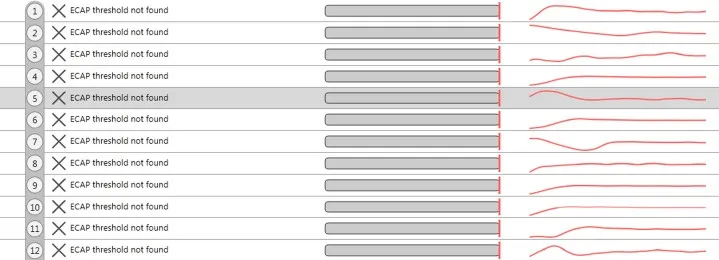 1 ECAP threshold not found
2 ECAP threshold not found
3 ECAP threshold not found
4 ECAP threshold not found
5 ECAP threshold not found
6 ECAP threshold not found
7 ECAP threshold not found
8 ECAP threshold not found
9 ECAP threshold not found
10 ECAP threshold not found
11 ECAP threshold not found
12 ECAP threshold not found